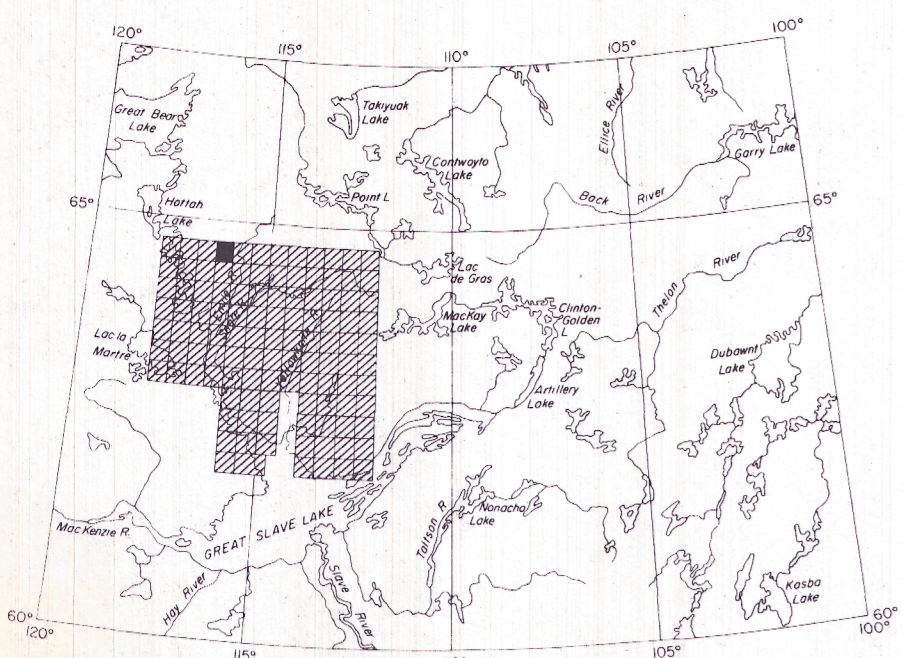 120°
115°
110°
105°
100°
Great Bear
Lake
Takiyuak
Lake
Ellice River
Garry Lake
Contwoyto
Lake
Point L
Back River
65°
Hottah
Lake
65°
Lac
de Gras
MacKay
Lake
Clinton-
Golden
L
Thelon River
Lac la
Martre
Yellowknife R.
Dubawnt
Lake
Artillery
Lake
MacKenzie R.
GREAT SLAVE LAKE
Taltson R.
Nonacho
Lake
Hay River
Slave River
Kasba
Lake
60°
120°
115°
105°
60°
100°